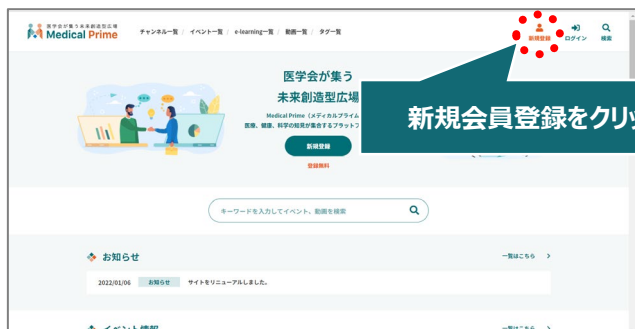 医学会が集う未来創造型広場
Medical Prime
チャンネル一覧 / イベント一覧 / e-learning一覧 / 動画一覧 / タグ一覧
新規登録 ログイン 検索
医学会が集う
未来創造型広場
Medical Prime（メディカルプライム
医療、健康、科学の知見が集合するプラットフ
新規登録
登録無料
新規会員登録をクリッ
キーワードを入力してイベント、動画を検索
お知らせ
一覧はこちら
2022/01/06 お知らせ サイトをリニューアルしました。
イベント情報
一覧はこちら